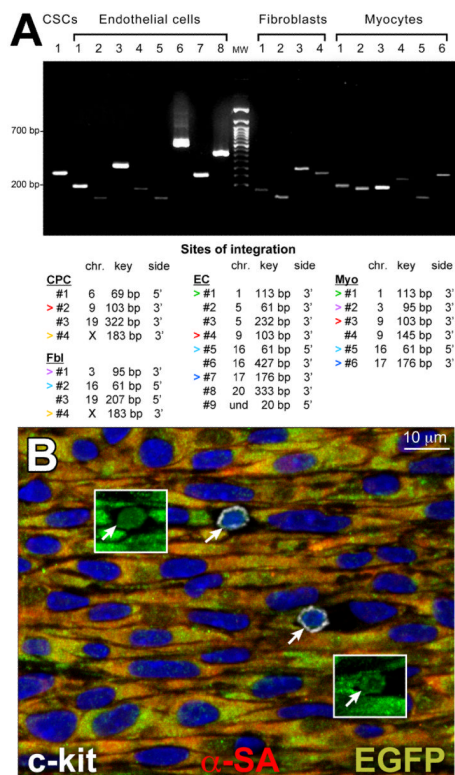 A
CSCs Endothelial cells Fibroblasts Myocytes
1 1 2 3 4 5 6 7 8 MW 1 2 3 4 1 2 3 4 5 6
700 bp
200 bp
Sites of integration
chr. key side
CPC
#1 6 69 bp 5'
>#2 9 103 bp 3'
#3 19 322 bp 3'
>#4 X 183 bp 3'
Fbl
>#1 3 95 bp 3'
>#2 16 61 bp 5'
#3 19 207 bp 3'
>#4 X 183 bp 3'
chr. key side
EC
>#1 1 113 bp 3'
#2 5 61 bp 3'
#3 5 232 bp 3'
>#4 9 103 bp 3'
>#5 16 61 bp 5'
#6 16 427 bp 3'
>#7 17 176 bp 3'
#8 20 333 bp 3'
#9 und 20 bp 5'
chr. key side
Myo
>#1 1 113 bp 3'
>#2 3 95 bp 3'
>#3 9 103 bp 3'
#4 9 145 bp 3'
>#5 16 61 bp 5'
>#6 17 176 bp 3'
B
10 µm
c-kit α-SA EGFP